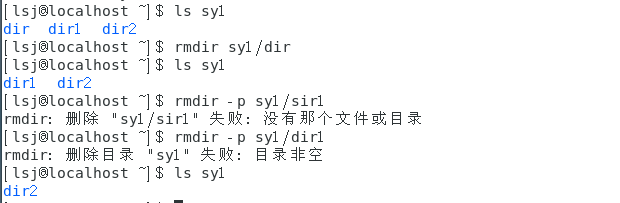 [lsj@localhost ~]$ ls sy1
dir  dir1  dir2
[lsj@localhost ~]$ rmdir sy1/dir
[lsj@localhost ~]$ ls sy1
dir1  dir2
[lsj@localhost ~]$ rmdir -p sy1/sir1
rmdir: 删除 "sy1/sir1" 失败: 没有那个文件或目录
[lsj@localhost ~]$ rmdir -p sy1/dir1
rmdir: 删除目录 "sy1" 失败: 目录非空
[lsj@localhost ~]$ ls sy1
dir2